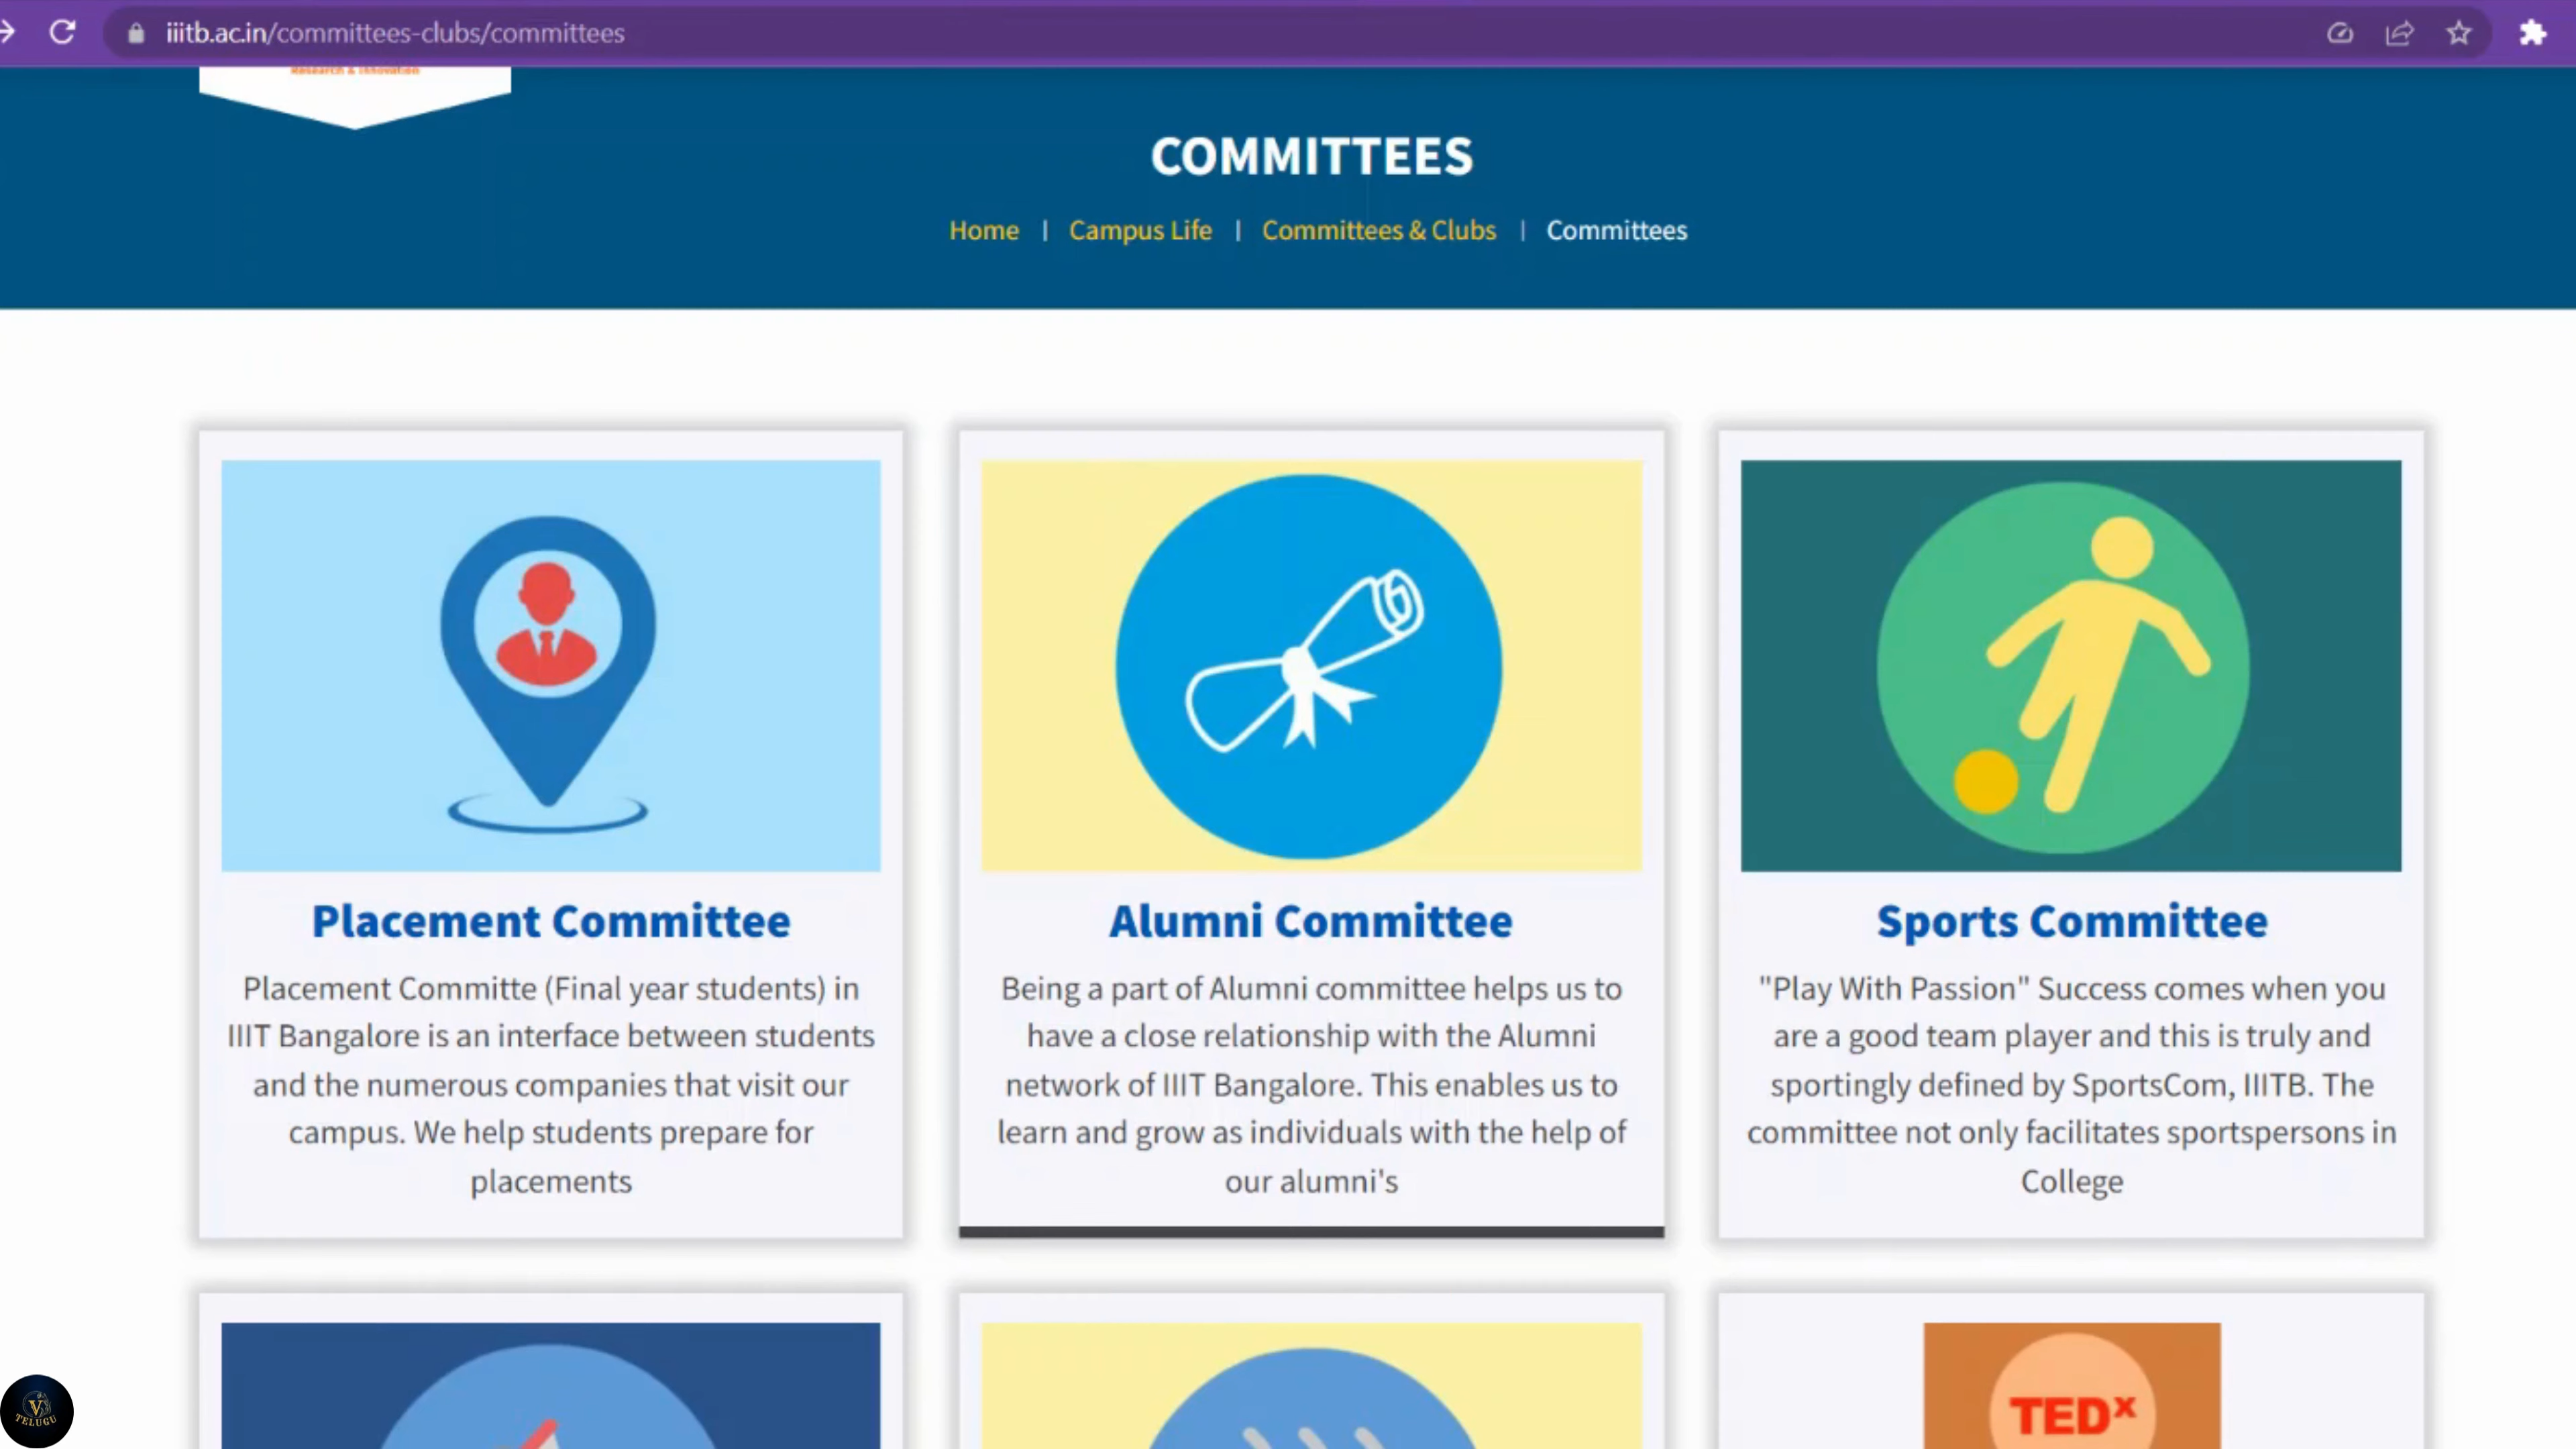 iiitb.ac.in/committees-clubs/committees
Research & Innovation
COMMITTEES
Home | Campus Life | Committees & Clubs | Committees
Placement Committee
Placement Committe (Final year students) in
IIIT Bangalore is an interface between students
and the numerous companies that visit our
campus. We help students prepare for
placements
Alumni Committee
Being a part of Alumni committee helps us to
have a close relationship with the Alumni
network of IIIT Bangalore. This enables us to
learn and grow as individuals with the help of
our alumni's
Sports Committee
"Play With Passion" Success comes when you
are a good team player and this is truly and
sportingly defined by SportsCom, IIITB. The
committee not only facilitates sportspersons in
College
TEDx
V
TELUGU